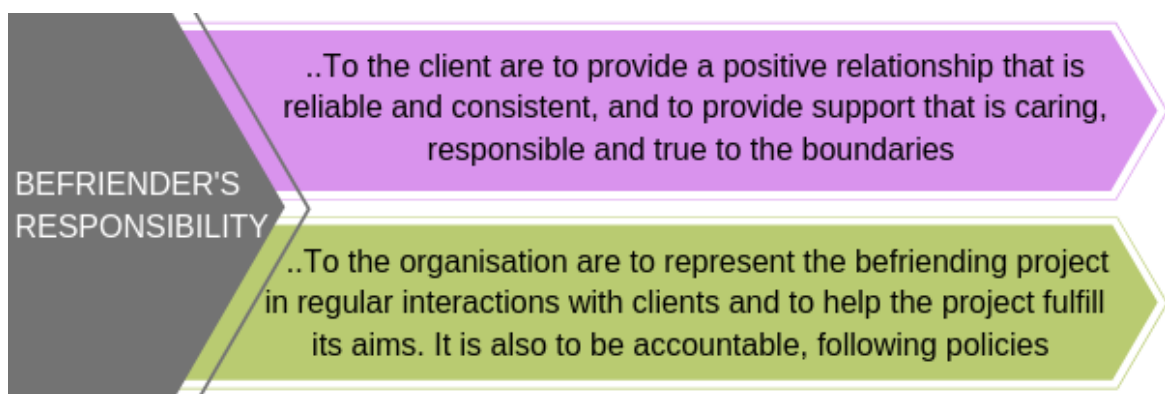 BEFRIENDER'S
RESPONSIBILITY
..To the client are to provide a positive relationship that is
reliable and consistent, and to provide support that is caring,
responsible and true to the boundaries
..To the organisation are to represent the befriending project
in regular interactions with clients and to help the project fulfill
its aims. It is also to be accountable, following policies